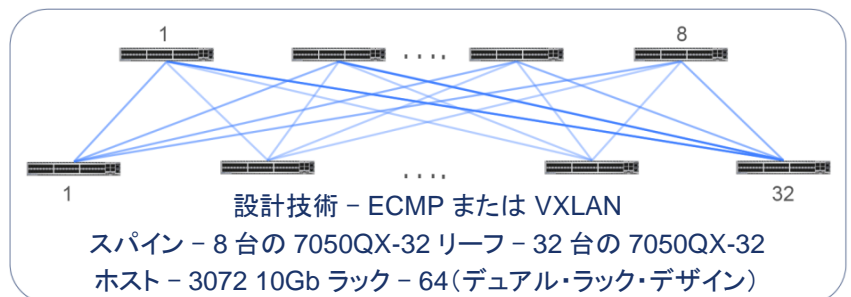 1
8
. . . .
1
. . . .
32
設計技術 – ECMP または VXLAN
スパイン – 8 台の 7050QX-32 リーフ – 32 台の 7050QX-32
ホスト – 3072 10Gb ラック – 64（デュアル・ラック・デザイン）